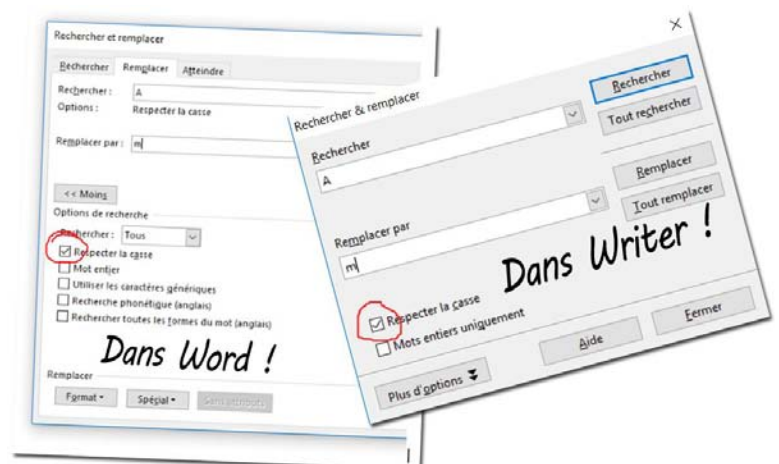 Rechercher et remplacer
Rechercher Remplacer Atteindre
Rechercher : A
Options : Respecter la casse
Remplacer par : m
<< Moins
Options de recherche
Rechercher : Tous
Respecter la casse
Mot entier
Utiliser les caractères génériques
Recherche phonétique (anglais)
Rechercher toutes les formes du mot (anglais)
Dans Word !
Remplacer
Format Spécial Sans attributs
Rechercher & remplacer
Rechercher
A
Rechercher
Tout rechercher
Remplacer par
m
Remplacer
Tout remplacer
Dans Writer !
Respecter la casse
Mots entiers uniquement
Plus d'options
Aide
Fermer